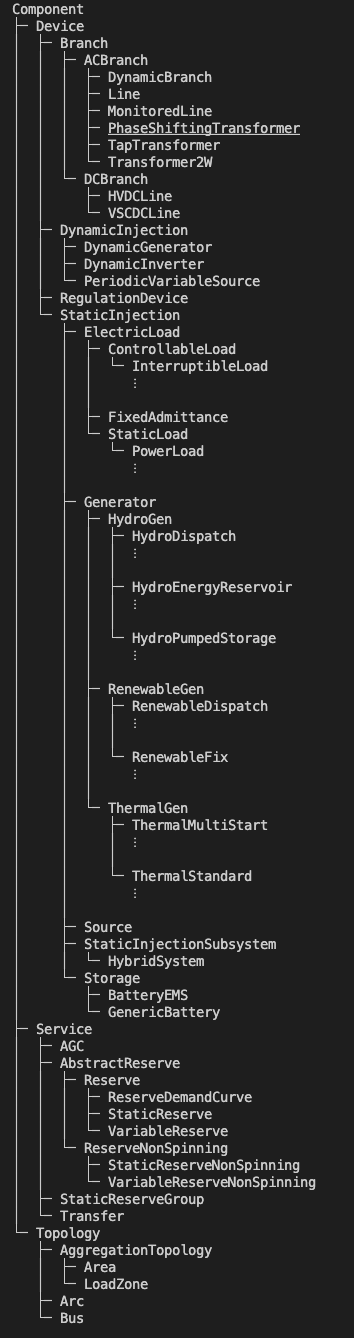 Component
├─ Device
│  ├─ Branch
│  │  ├─ ACBranch
│  │  │  ├─ DynamicBranch
│  │  │  ├─ Line
│  │  │  ├─ MonitoredLine
│  │  │  ├─ PhaseShiftingTransformer
│  │  │  ├─ TapTransformer
│  │  │  └─ Transformer2W
│  │  └─ DCBranch
│  │     ├─ HVDCLine
│  │     └─ VSCDCLine
│  ├─ DynamicInjection
│  │  ├─ DynamicGenerator
│  │  ├─ DynamicInverter
│  │  └─ PeriodicVariableSource
│  ├─ RegulationDevice
│  └─ StaticInjection
│     ├─ ElectricLoad
│     │  ├─ ControllableLoad
│     │  │  └─ InterruptibleLoad
│     │  │     ⋮
│     │  ├─ FixedAdmittance
│     │  └─ StaticLoad
│     │     └─ PowerLoad
│     │        ⋮
│     ├─ Generator
│     │  ├─ HydroGen
│     │  │  ├─ HydroDispatch
│     │  │  │  ⋮
│     │  │  ├─ HydroEnergyReservoir
│     │  │  │  ⋮
│     │  │  └─ HydroPumpedStorage
│     │  │     ⋮
│     │  ├─ RenewableGen
│     │  │  ├─ RenewableDispatch
│     │  │  │  ⋮
│     │  │  └─ RenewableFix
│     │  │     ⋮
│     │  └─ ThermalGen
│     │     ├─ ThermalMultiStart
│     │     │  ⋮
│     │     └─ ThermalStandard
│     │        ⋮
│     ├─ Source
│     ├─ StaticInjectionSubsystem
│     │  └─ HybridSystem
│     └─ Storage
│        ├─ BatteryEMS
│        └─ GenericBattery
├─ Service
│  ├─ AGC
│  ├─ AbstractReserve
│  │  ├─ Reserve
│  │  │  ├─ ReserveDemandCurve
│  │  │  ├─ StaticReserve
│  │  │  └─ VariableReserve
│  │  └─ ReserveNonSpinning
│  │     ├─ StaticReserveNonSpinning
│  │     └─ VariableReserveNonSpinning
│  ├─ StaticReserveGroup
│  └─ Transfer
└─ Topology
   ├─ AggregationTopology
   │  ├─ Area
   │  └─ LoadZone
   ├─ Arc
   └─ Bus